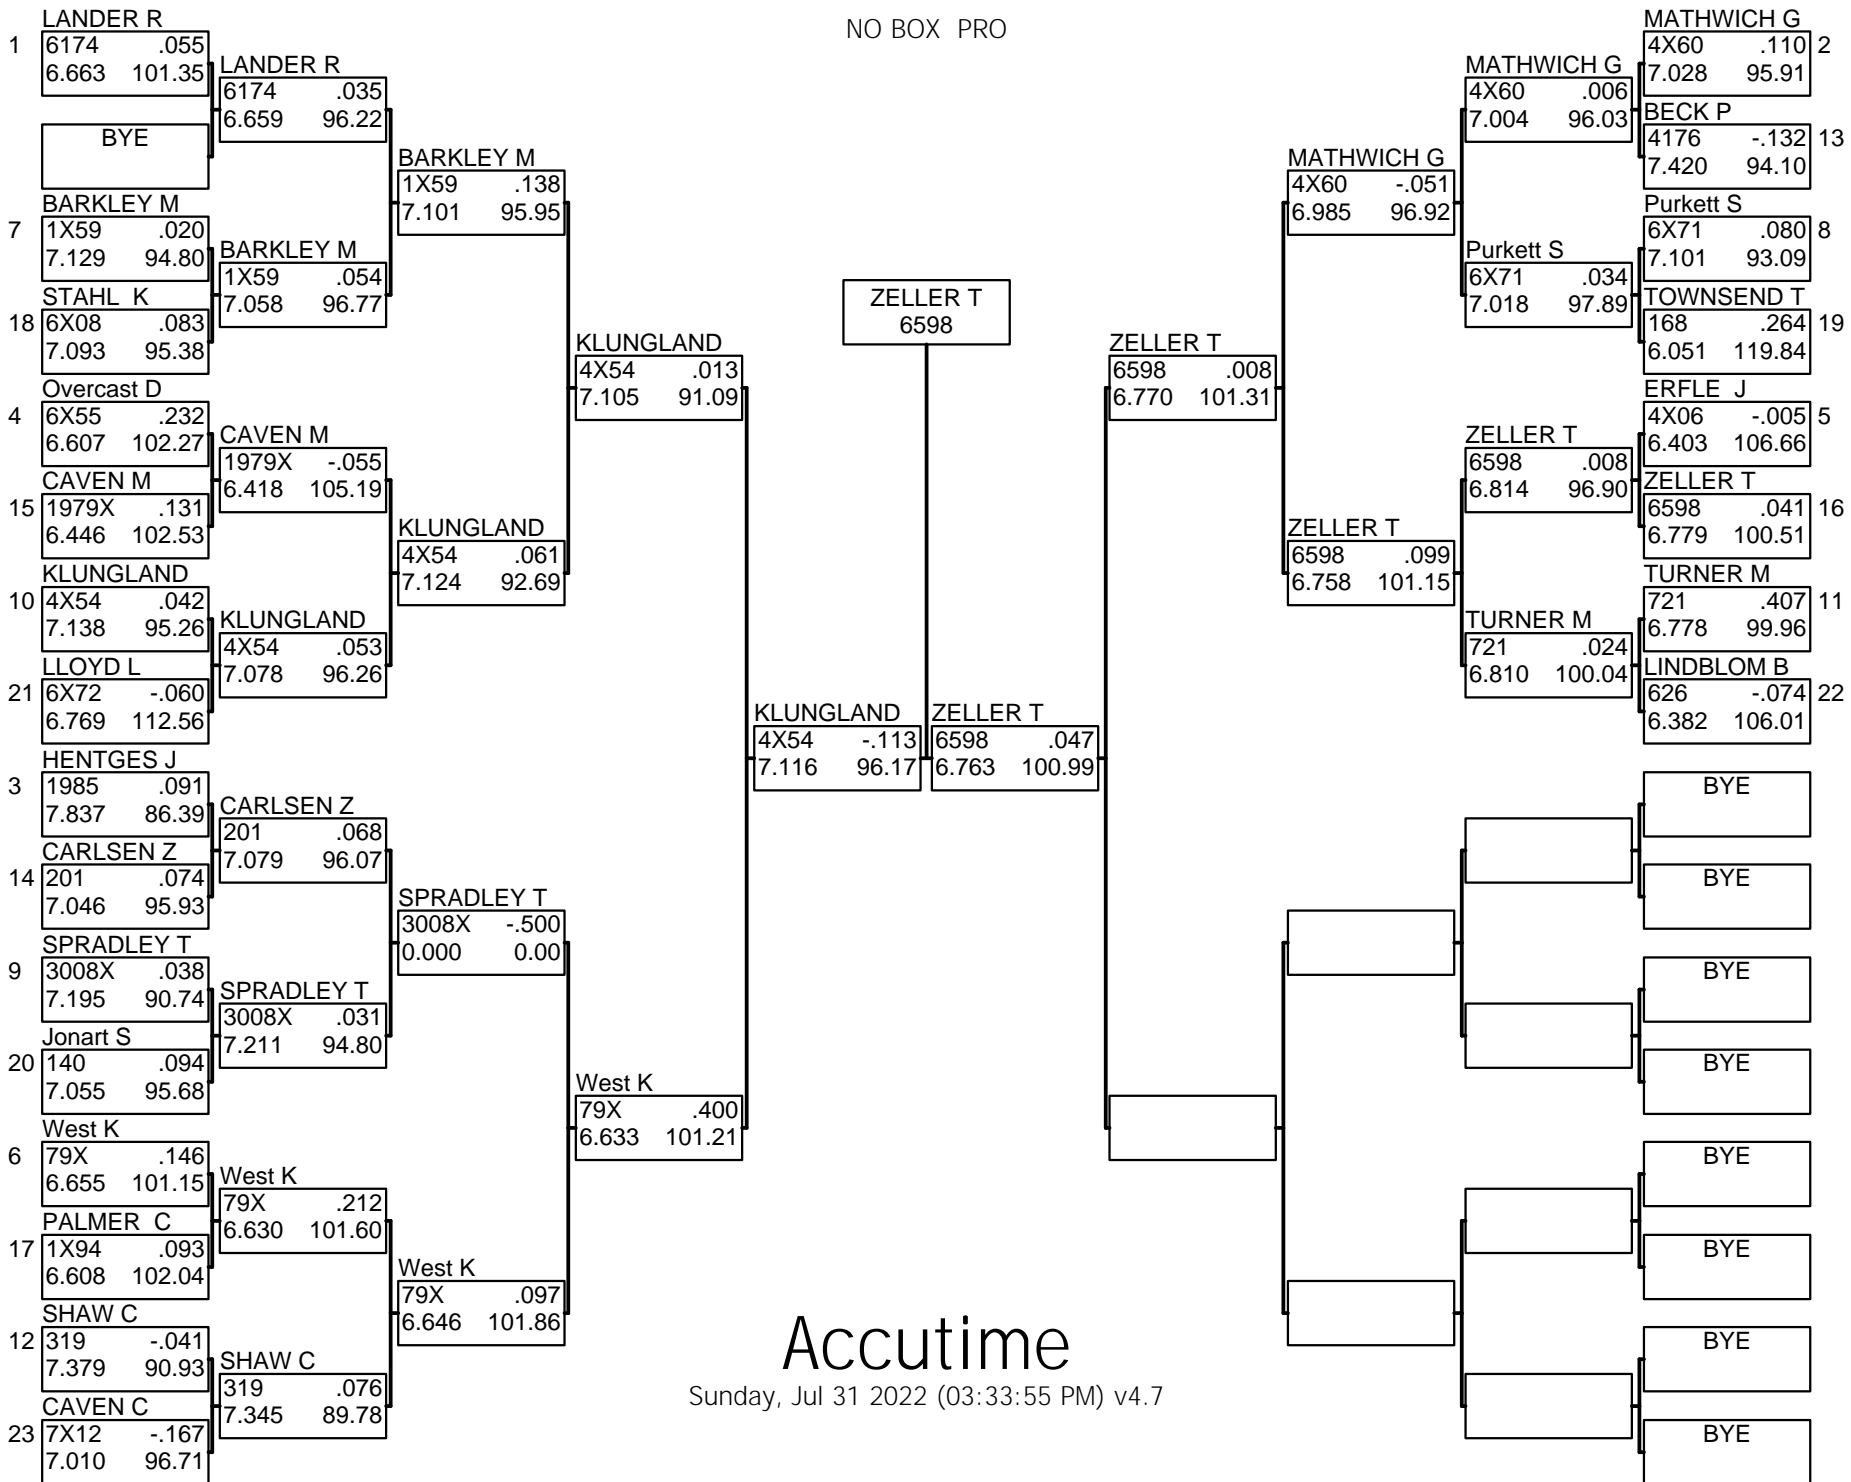 NO BOX PRO
LANDER R
1 6174 .055
6.663 101.35
BYE
BARKLEY M
7 1X59 .020
7.129 94.80
STAHL K
18 6X08 .083
7.093 95.38
Overcast D
4 6X55 .232
6.607 102.27
CAVEN M
15 1979X .131
6.446 102.53
KLUNGLAND
10 4X54 .042
7.138 95.26
LLOYD L
21 6X72 -.060
6.769 112.56
HENTGES J
3 1985 .091
7.837 86.39
CARLSEN Z
14 201 .074
7.046 95.93
SPRADLEY T
9 3008X .038
7.195 90.74
Jonart S
20 140 .094
7.055 95.68
West K
6 79X .146
6.655 101.15
PALMER C
17 1X94 .093
6.608 102.04
SHAW C
12 319 -.041
7.379 90.93
CAVEN C
23 7X12 -.167
7.010 96.71
LANDER R
6174 .035
6.659 96.22
BARKLEY M
1X59 .054
7.058 96.77
CAVEN M
1979X -.055
6.418 105.19
KLUNGLAND
4X54 .053
7.078 96.26
CARLSEN Z
201 .068
7.079 96.07
SPRADLEY T
3008X .031
7.211 94.80
West K
79X .212
6.630 101.60
SHAW C
319 .076
7.345 89.78
BARKLEY M
1X59 .138
7.101 95.95
KLUNGLAND
4X54 .061
7.124 92.69
SPRADLEY T
3008X -.500
0.000 0.00
West K
79X .097
6.646 101.86
KLUNGLAND
4X54 .013
7.105 91.09
West K
79X .400
6.633 101.21
KLUNGLAND
4X54 -.113
7.116 96.17
ZELLER T
6598
ZELLER T
6598 .047
6.763 100.99
ZELLER T
6598 .008
6.770 101.31
MATHWICH G
4X60 -.051
6.985 96.92
ZELLER T
6598 .099
6.758 101.15
MATHWICH G
4X60 .006
7.004 96.03
Purkett S
6X71 .034
7.018 97.89
ZELLER T
6598 .008
6.814 96.90
TURNER M
721 .024
6.810 100.04
MATHWICH G
4X60 .110 2
7.028 95.91
BECK P
4176 -.132 13
7.420 94.10
Purkett S
6X71 .080 8
7.101 93.09
TOWNSEND T
168 .264 19
6.051 119.84
ERFLE J
4X06 -.005 5
6.403 106.66
ZELLER T
6598 .041 16
6.779 100.51
TURNER M
721 .407 11
6.778 99.96
LINDBLOM B
626 -.074 22
6.382 106.01
BYE
BYE
BYE
BYE
BYE
BYE
BYE
BYE
Accutime
Sunday, Jul 31 2022 (03:33:55 PM) v4.7